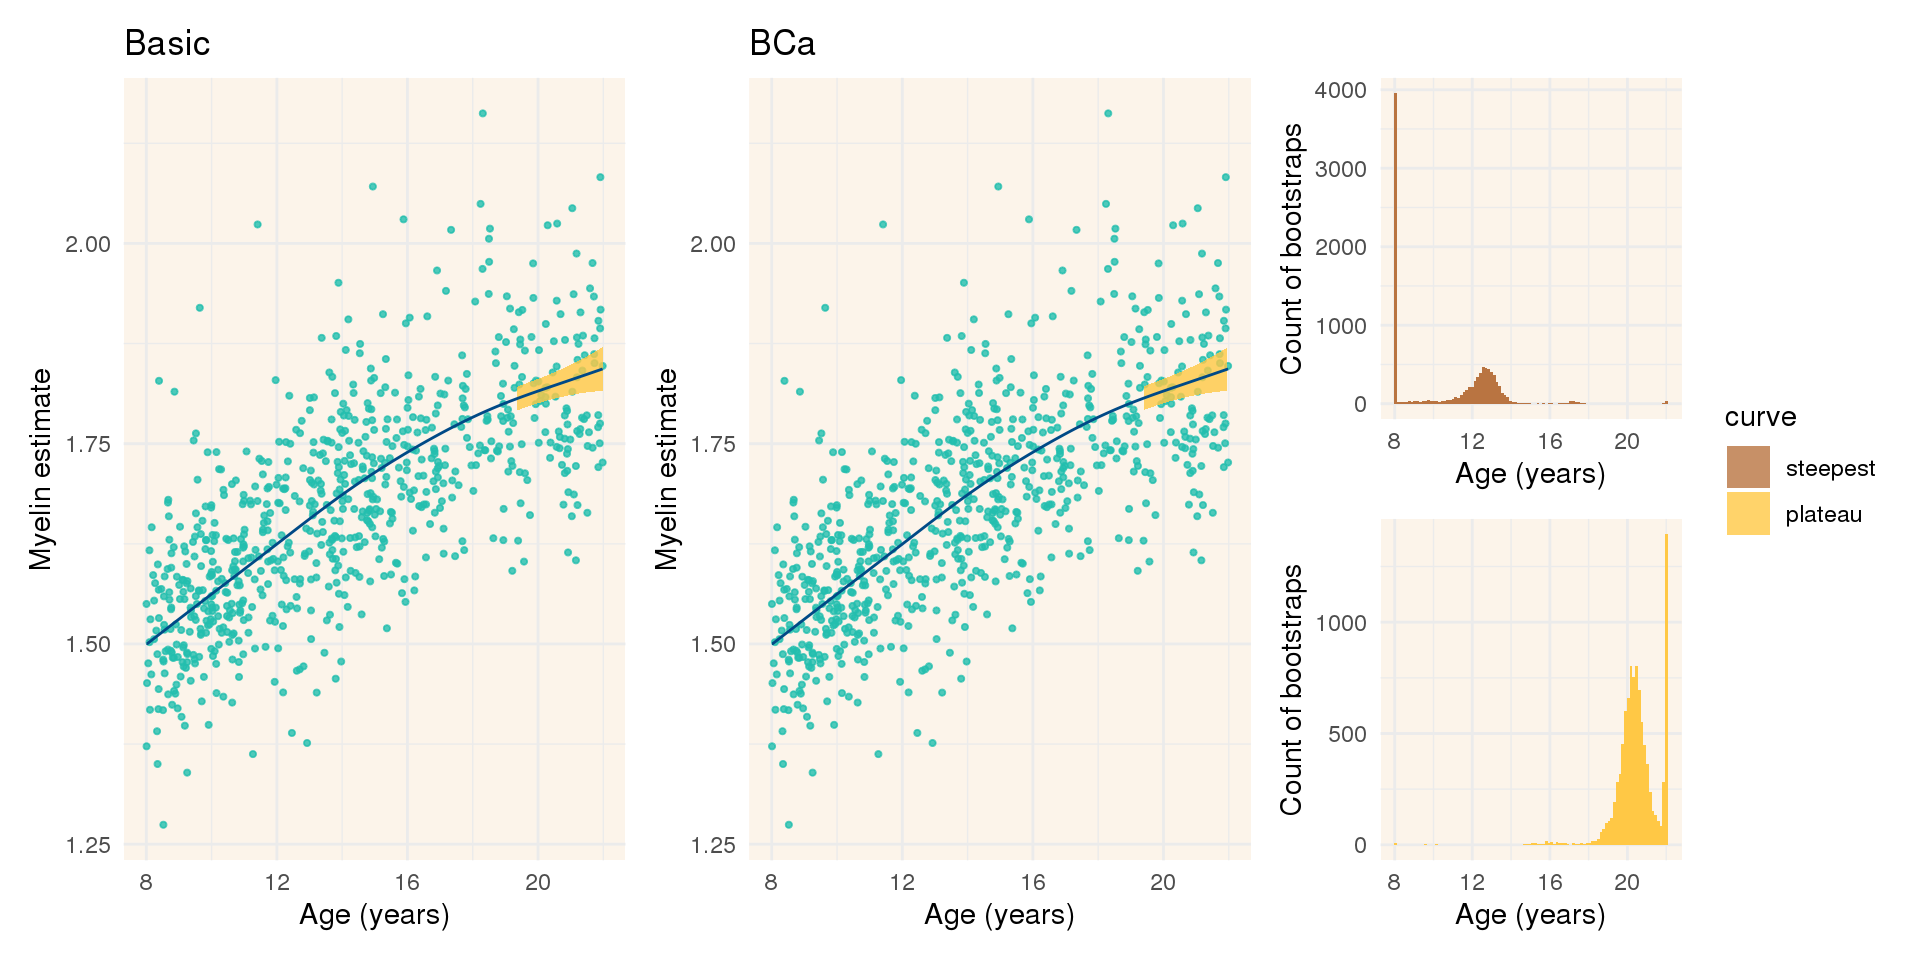 Basic
Myelin estimate
2.00
1.75
1.50
1.25
8 12 16 20
Age (years)
BCa
Myelin estimate
2.00
1.75
1.50
1.25
8 12 16 20
Age (years)
Count of bootstraps
4000
3000
2000
1000
0
8 12 16 20
Age (years)
Count of bootstraps
1000
500
0
8 12 16 20
Age (years)
curve
steepest
plateau